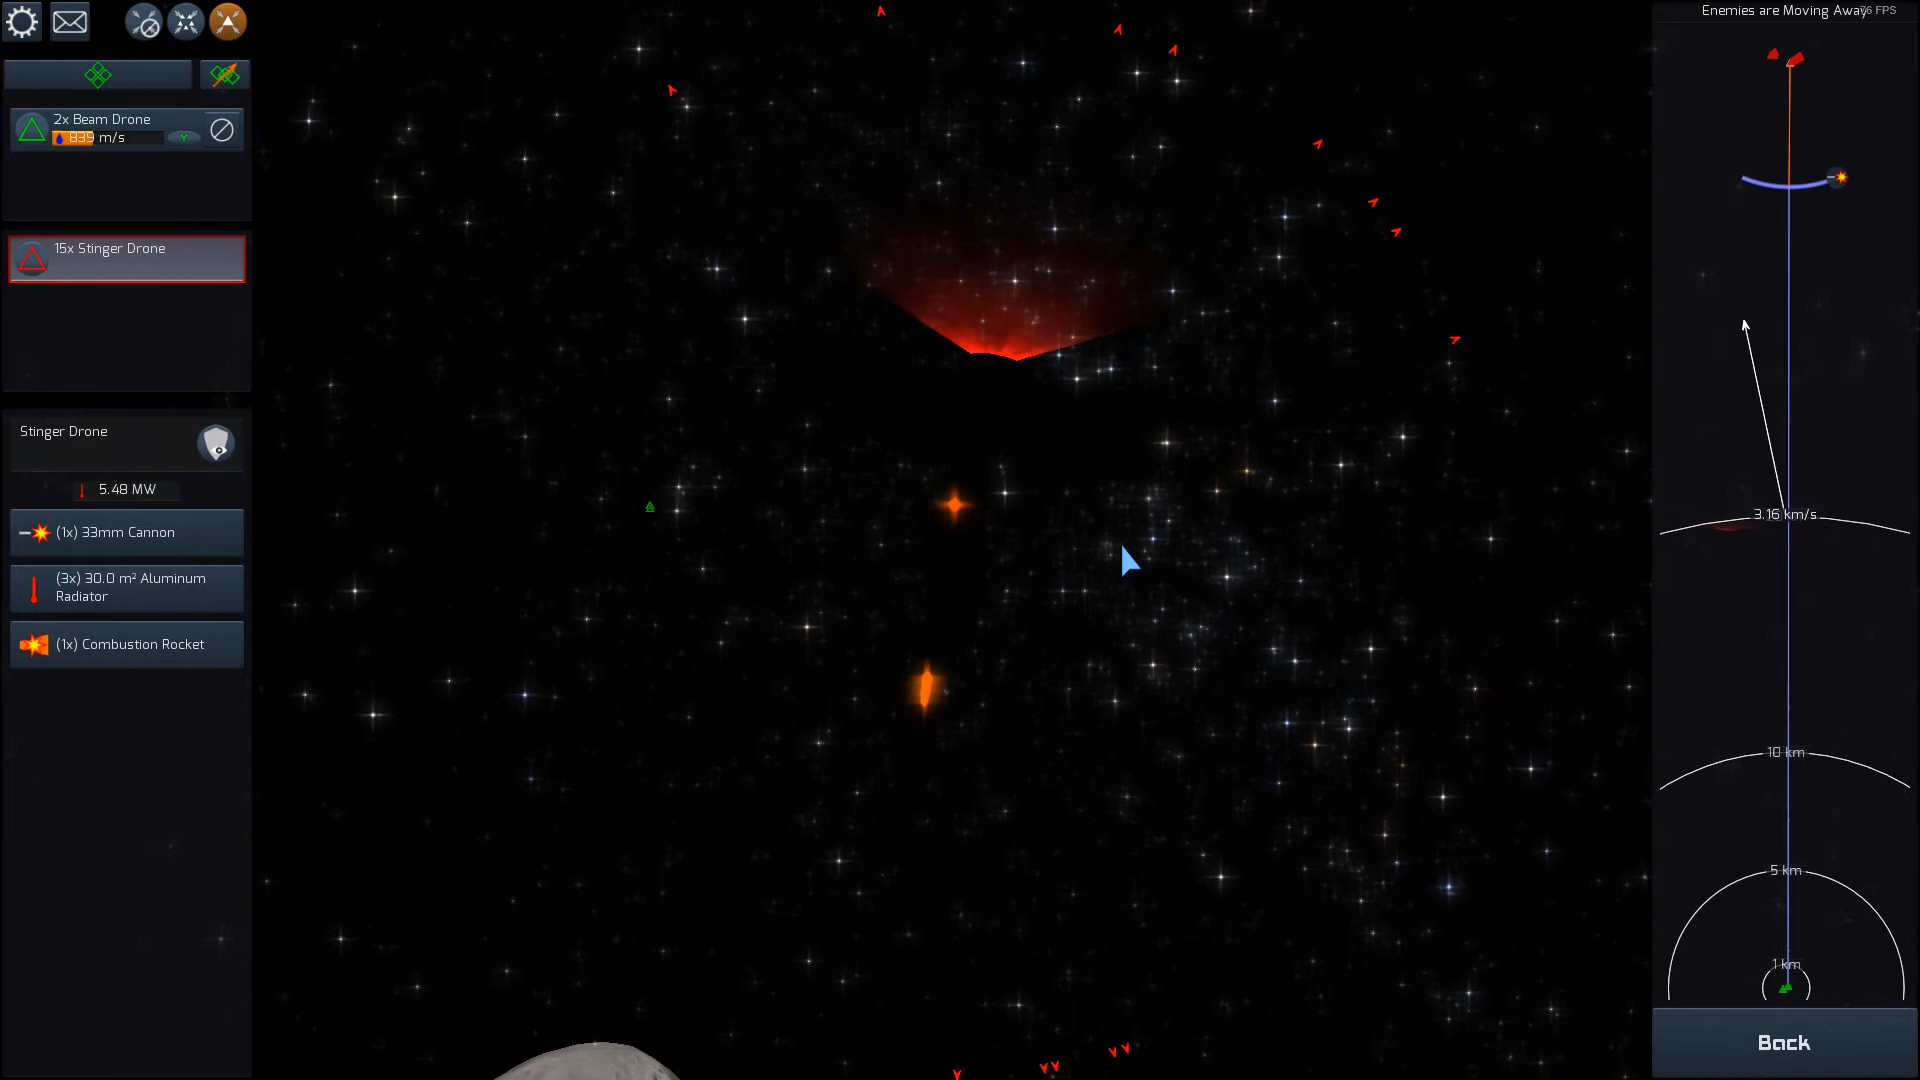 Enemies are Moving Away
76 FPS
2x Beam Drone
839 m/s
15x Stinger Drone
Stinger Drone
5.48 MW
(1x) 33mm Cannon
(3x) 30.0 m² Aluminum
Radiator
(1x) Combustion Rocket
3.16 km/s
10 km
5 km
1 km
Back